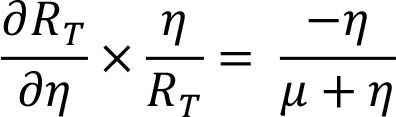 ∂R_T/∂η × η/R_T = −η/(μ + η)